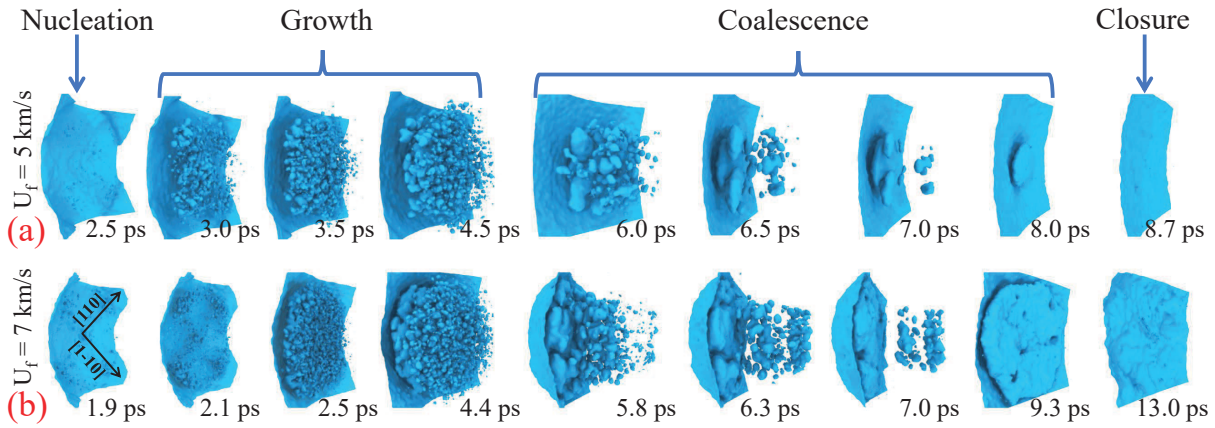 Nucleation Growth Coalescence Closure
U_f = 5 km/s
(a)
2.5 ps 3.0 ps 3.5 ps 4.5 ps 6.0 ps 6.5 ps 7.0 ps 8.0 ps 8.7 ps
U_f = 7 km/s
[110]
[1-10]
(b)
1.9 ps 2.1 ps 2.5 ps 4.4 ps 5.8 ps 6.3 ps 7.0 ps 9.3 ps 13.0 ps